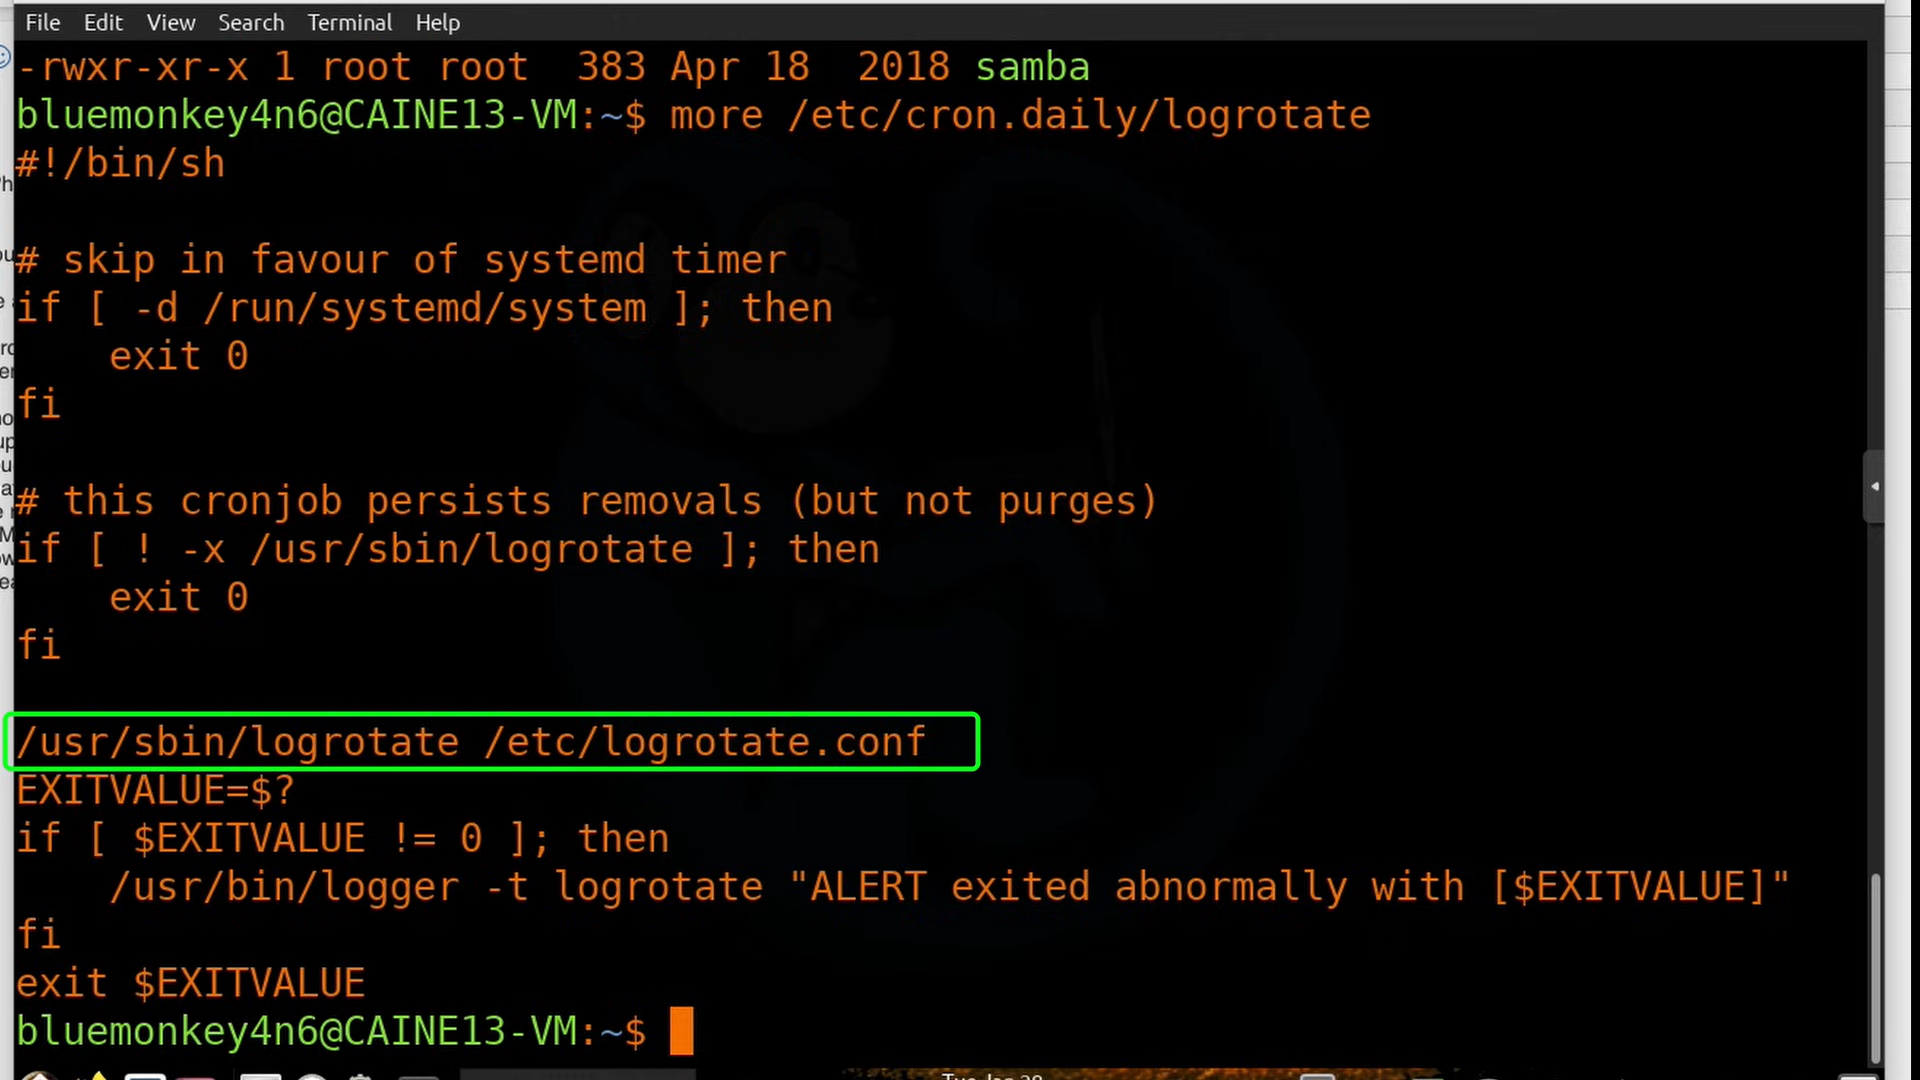 File Edit View Search Terminal Help
-rwxr-xr-x 1 root root  383 Apr 18  2018 samba
bluemonkey4n6@CAINE13-VM:~$ more /etc/cron.daily/logrotate
#!/bin/sh
# skip in favour of systemd timer
if [ -d /run/systemd/system ]; then
    exit 0
fi
# this cronjob persists removals (but not purges)
if [ ! -x /usr/sbin/logrotate ]; then
    exit 0
fi
/usr/sbin/logrotate /etc/logrotate.conf
EXITVALUE=$?
if [ $EXITVALUE != 0 ]; then
    /usr/bin/logger -t logrotate "ALERT exited abnormally with [$EXITVALUE]"
fi
exit $EXITVALUE
bluemonkey4n6@CAINE13-VM:~$